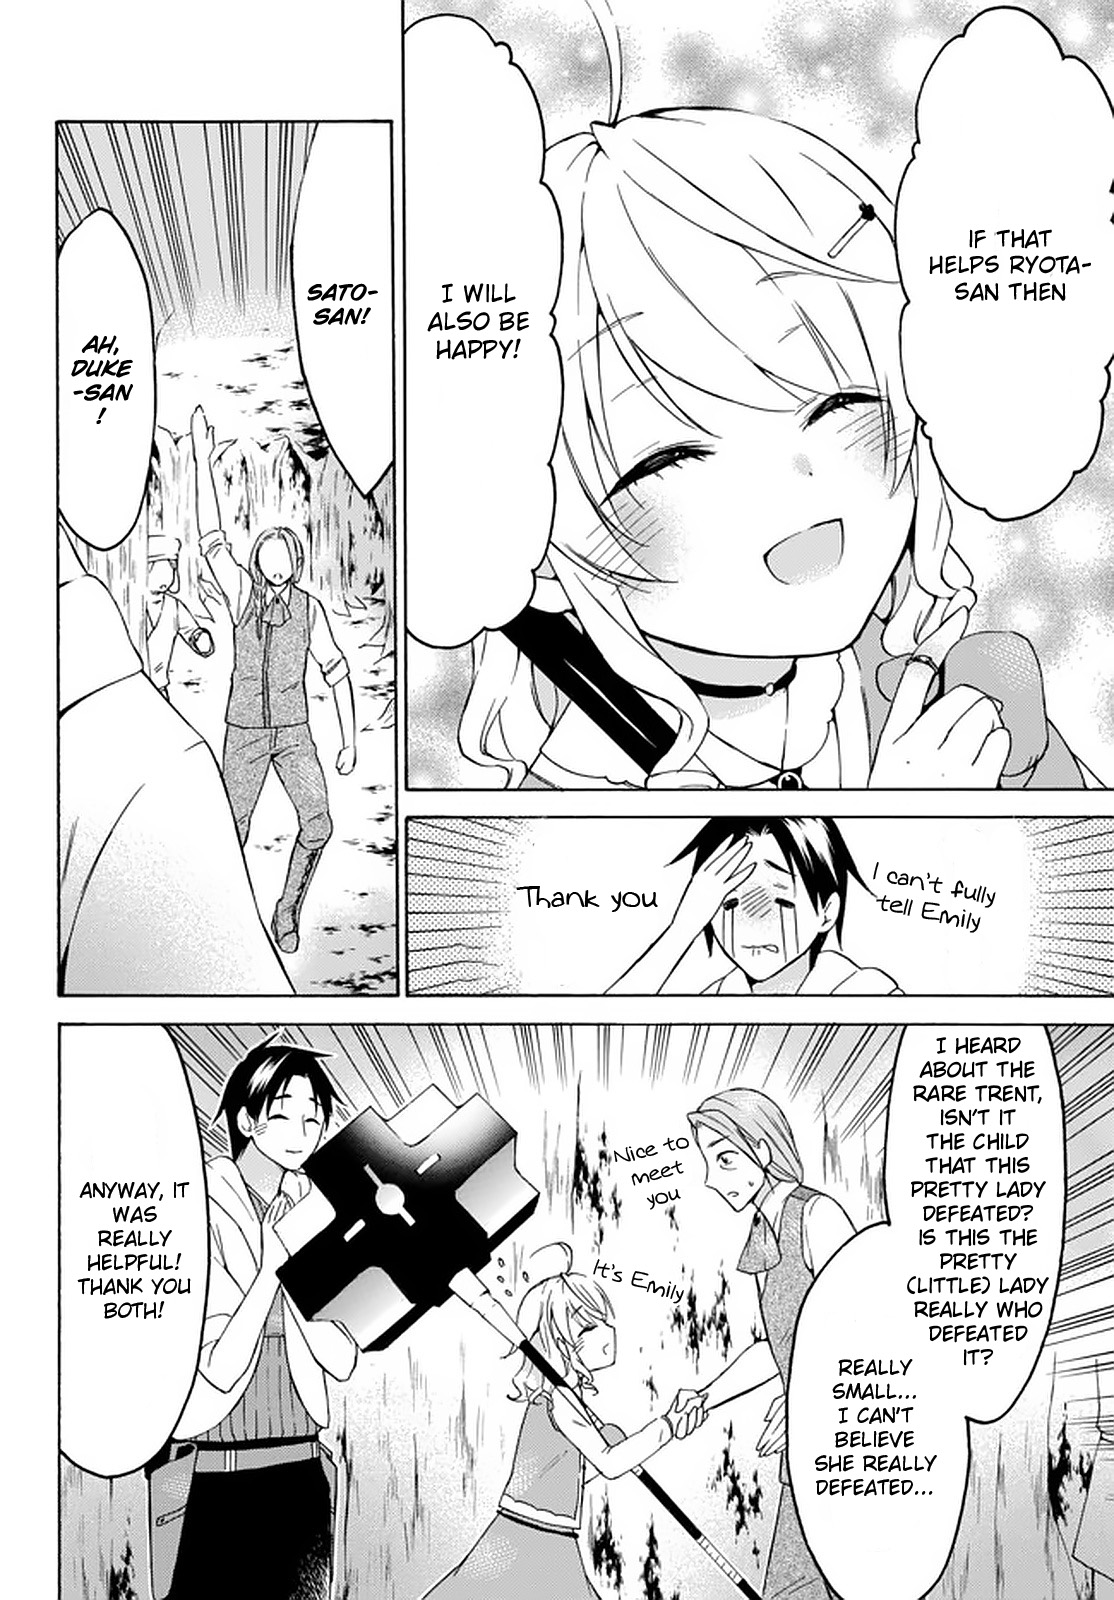 IF THAT
HELPS RYOTA-
SAN THEN
I WILL
ALSO BE
HAPPY!
I can't fully
tell Emily
Thank you
SATO-
SAN!
AH,
DUKE
-SAN
!
I HEARD
ABOUT THE
RARE TRENT,
ISN'T IT
THE CHILD
THAT THIS
PRETTY LADY
DEFEATED?
IS THIS THE
PRETTY
(LITTLE) LADY
REALLY WHO
DEFEATED
IT?
REALLY
SMALL...
I CAN'T
BELIEVE
SHE REALLY
DEFEATED...
Nice to
meet
you
It's Emily
ANYWAY, IT
WAS
REALLY
HELPFUL!
THANK YOU
BOTH!